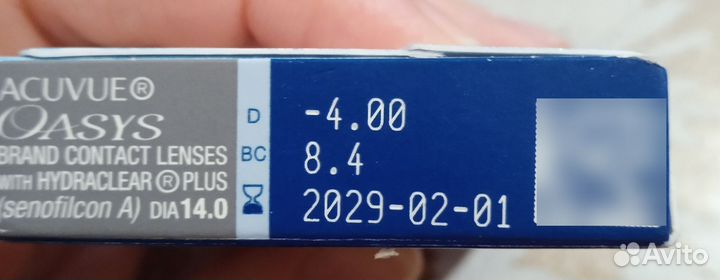 ACUVUE®
OASYS
BRAND CONTACT LENSES
WITH HYDRACLEAR® PLUS
(senofilcon A) DIA 14.0
D -4.00
BC 8.4
2029-02-01
Avito